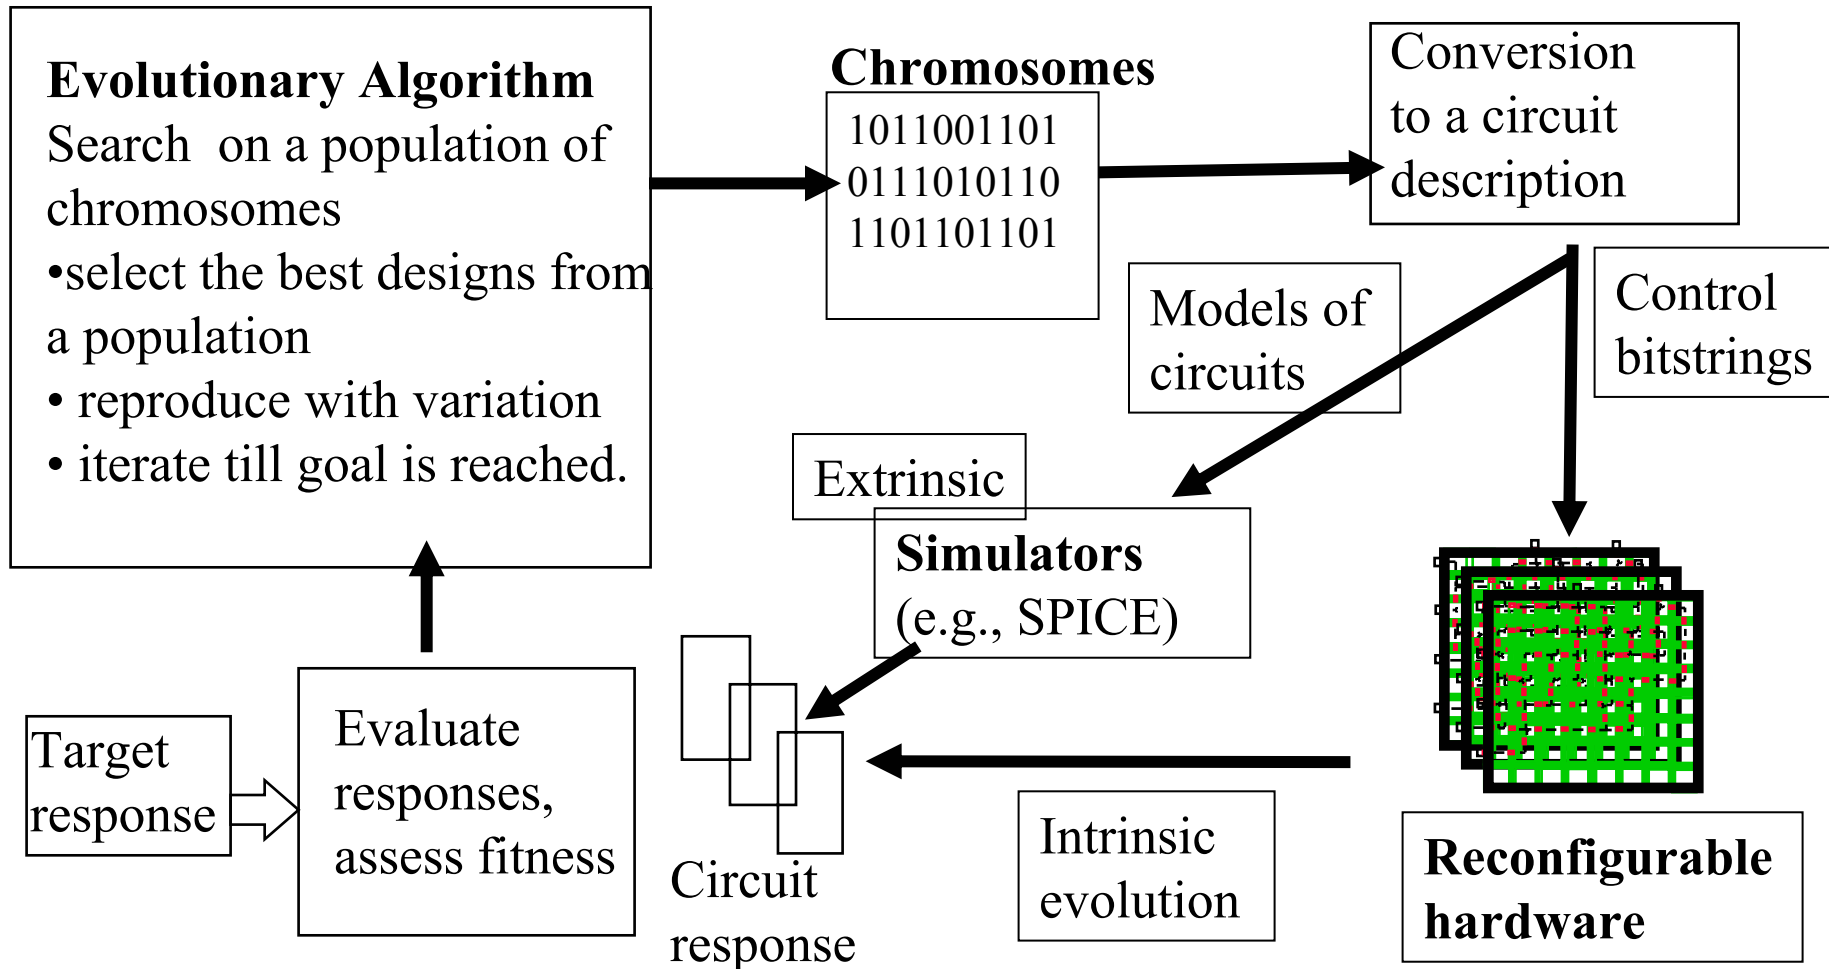 Evolutionary Algorithm
Search on a population of
chromosomes
•select the best designs from
a population
• reproduce with variation
• iterate till goal is reached.
Chromosomes
1011001101
0111010110
1101101101
Conversion
to a circuit
description
Models of
circuits
Control
bitstrings
Extrinsic
Simulators
(e.g., SPICE)
Target
response
Evaluate
responses,
assess fitness
Circuit
response
Intrinsic
evolution
Reconfigurable
hardware